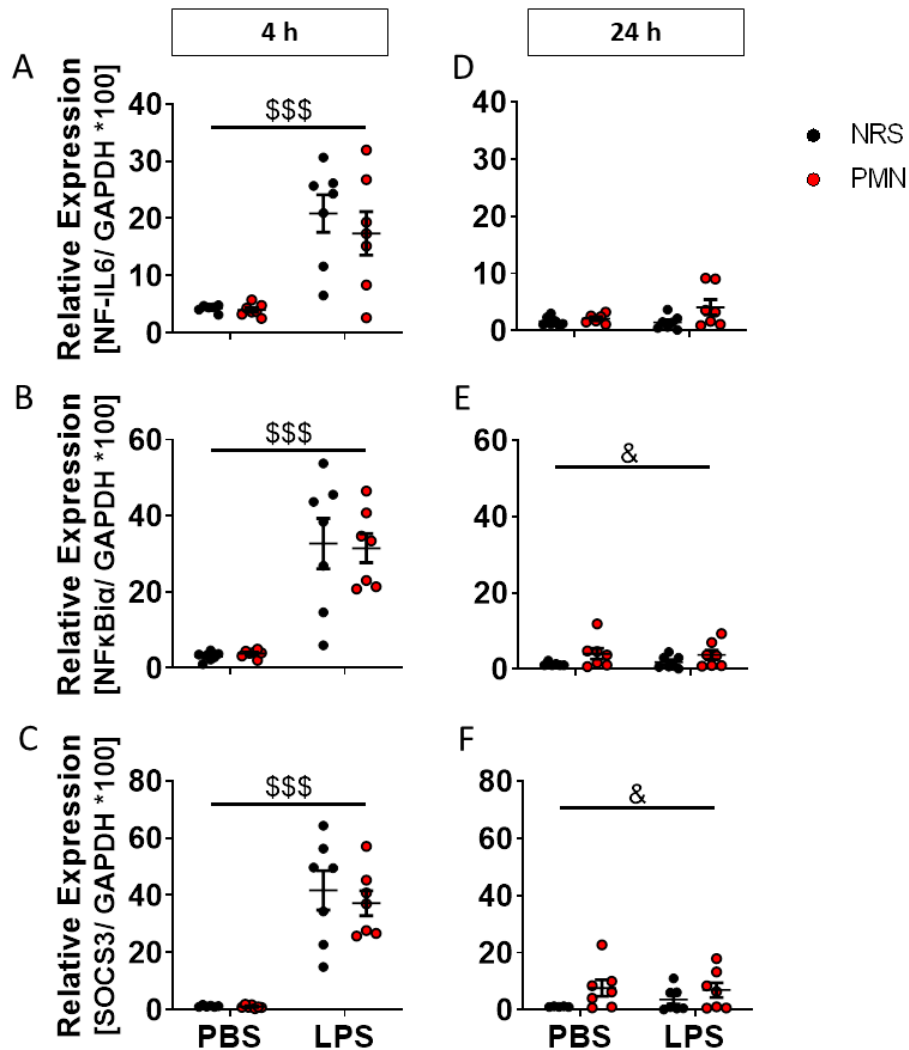 4 h
24 h
A
Relative Expression
[NF-IL6/ GAPDH *100]
40
30
20
10
0
$$$
D
40
30
20
10
0
NRS
PMN
B
Relative Expression
[NFκBiα/ GAPDH *100]
60
40
20
0
$$$
E
60
40
20
0
&
C
Relative Expression
[SOCS3/ GAPDH *100]
80
60
40
20
0
$$$
PBS
LPS
F
80
60
40
20
0
&
PBS
LPS